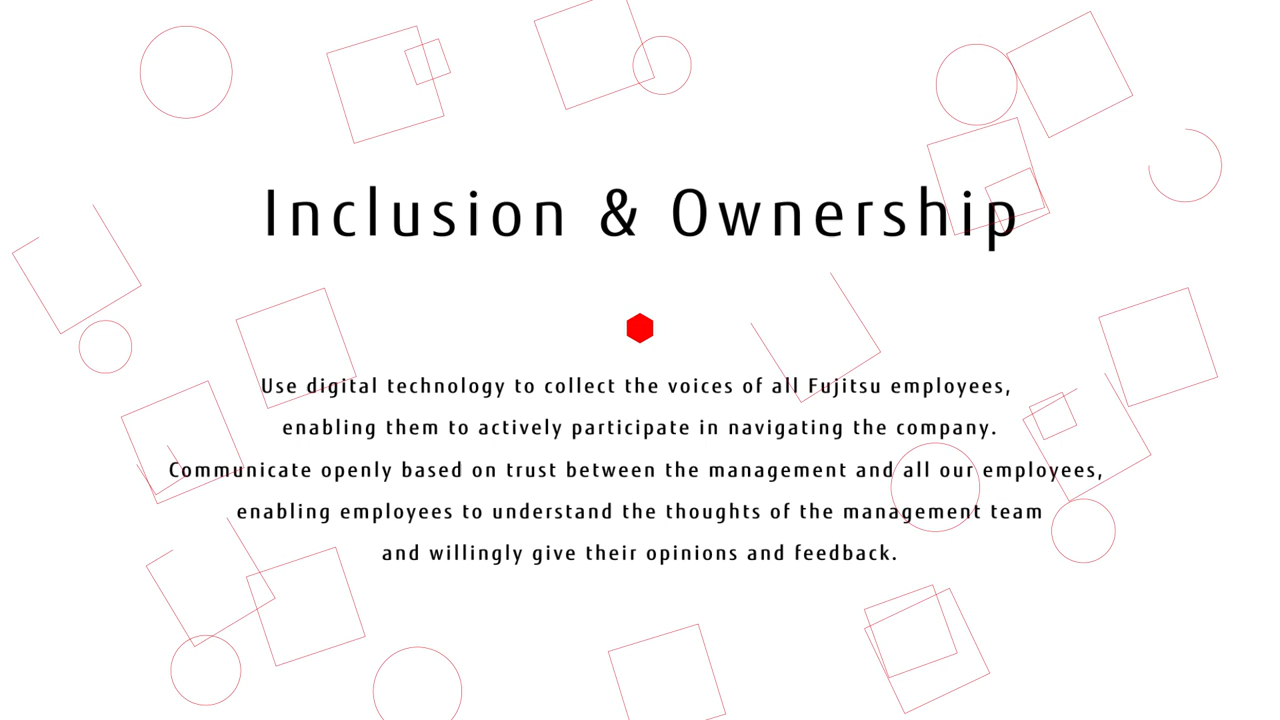 Inclusion & Ownership
Use digital technology to collect the voices of all Fujitsu employees,
enabling them to actively participate in navigating the company.
Communicate openly based on trust between the management and all our employees,
enabling employees to understand the thoughts of the management team
and willingly give their opinions and feedback.